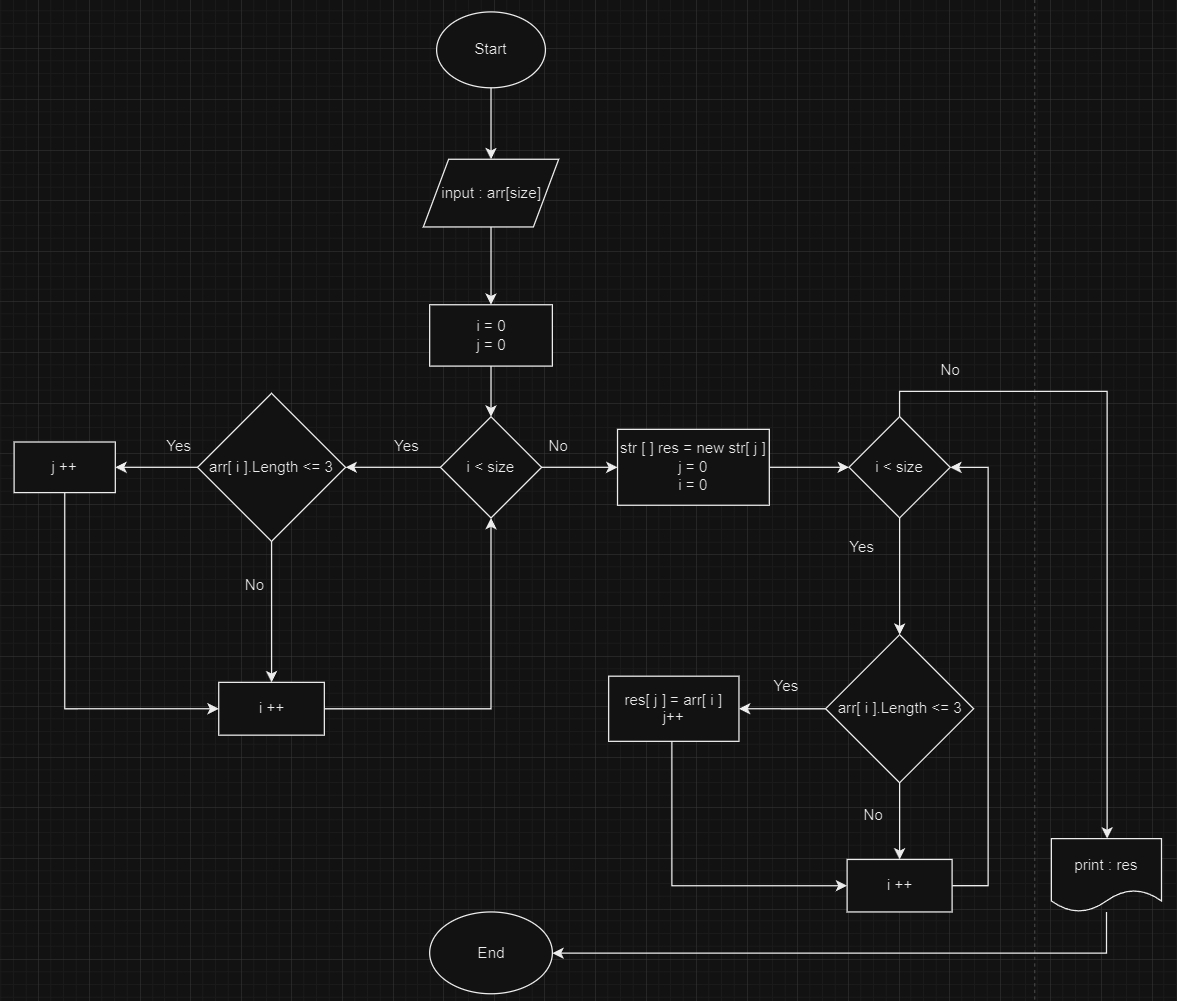 Start
input : arr[size]
i = 0
j = 0
No
Yes
Yes
No
j ++
arr[ i ].Length <= 3
i < size
str [ ] res = new str[ j ]
j = 0
i = 0
i < size
Yes
No
Yes
res[ j ] = arr[ i ]
j++
arr[ i ].Length <= 3
i ++
No
print : res
i ++
End